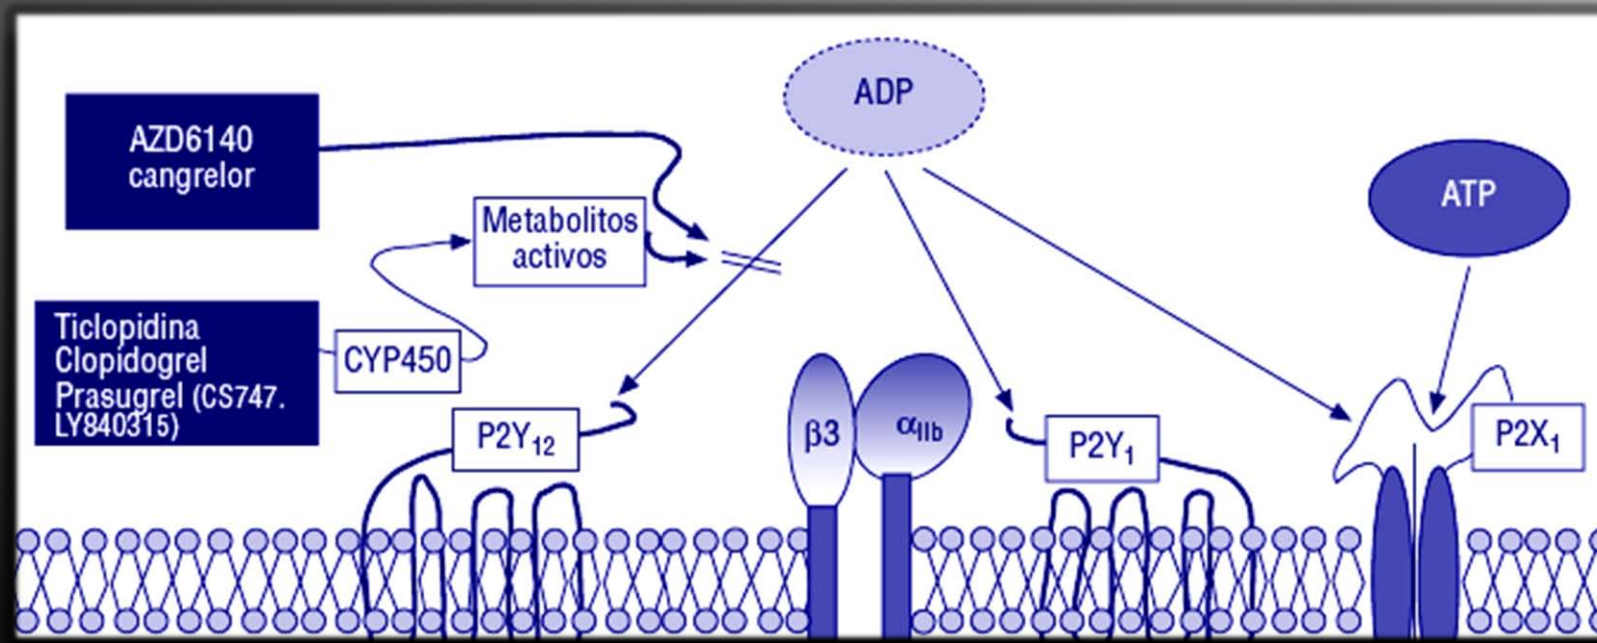 ADP
AZD6140
cangrelor
ATP
Metabolitos
activos
Ticlopidina
Clopidogrel
Prasugrel (CS747.
LY840315)
CYP450
P2Y₁₂
β3
αIIb
P2Y₁
P2X₁